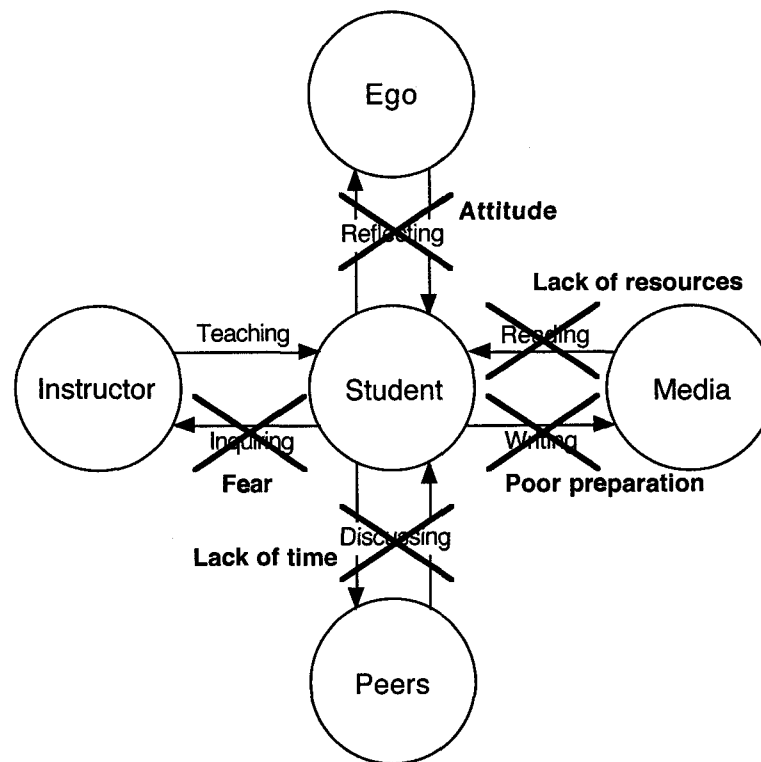 Ego
Attitude
Reflecting
Lack of resources
Teaching
Reading
Instructor
Student
Media
Inquiring
Writing
Fear
Poor preparation
Discussing
Lack of time
Peers